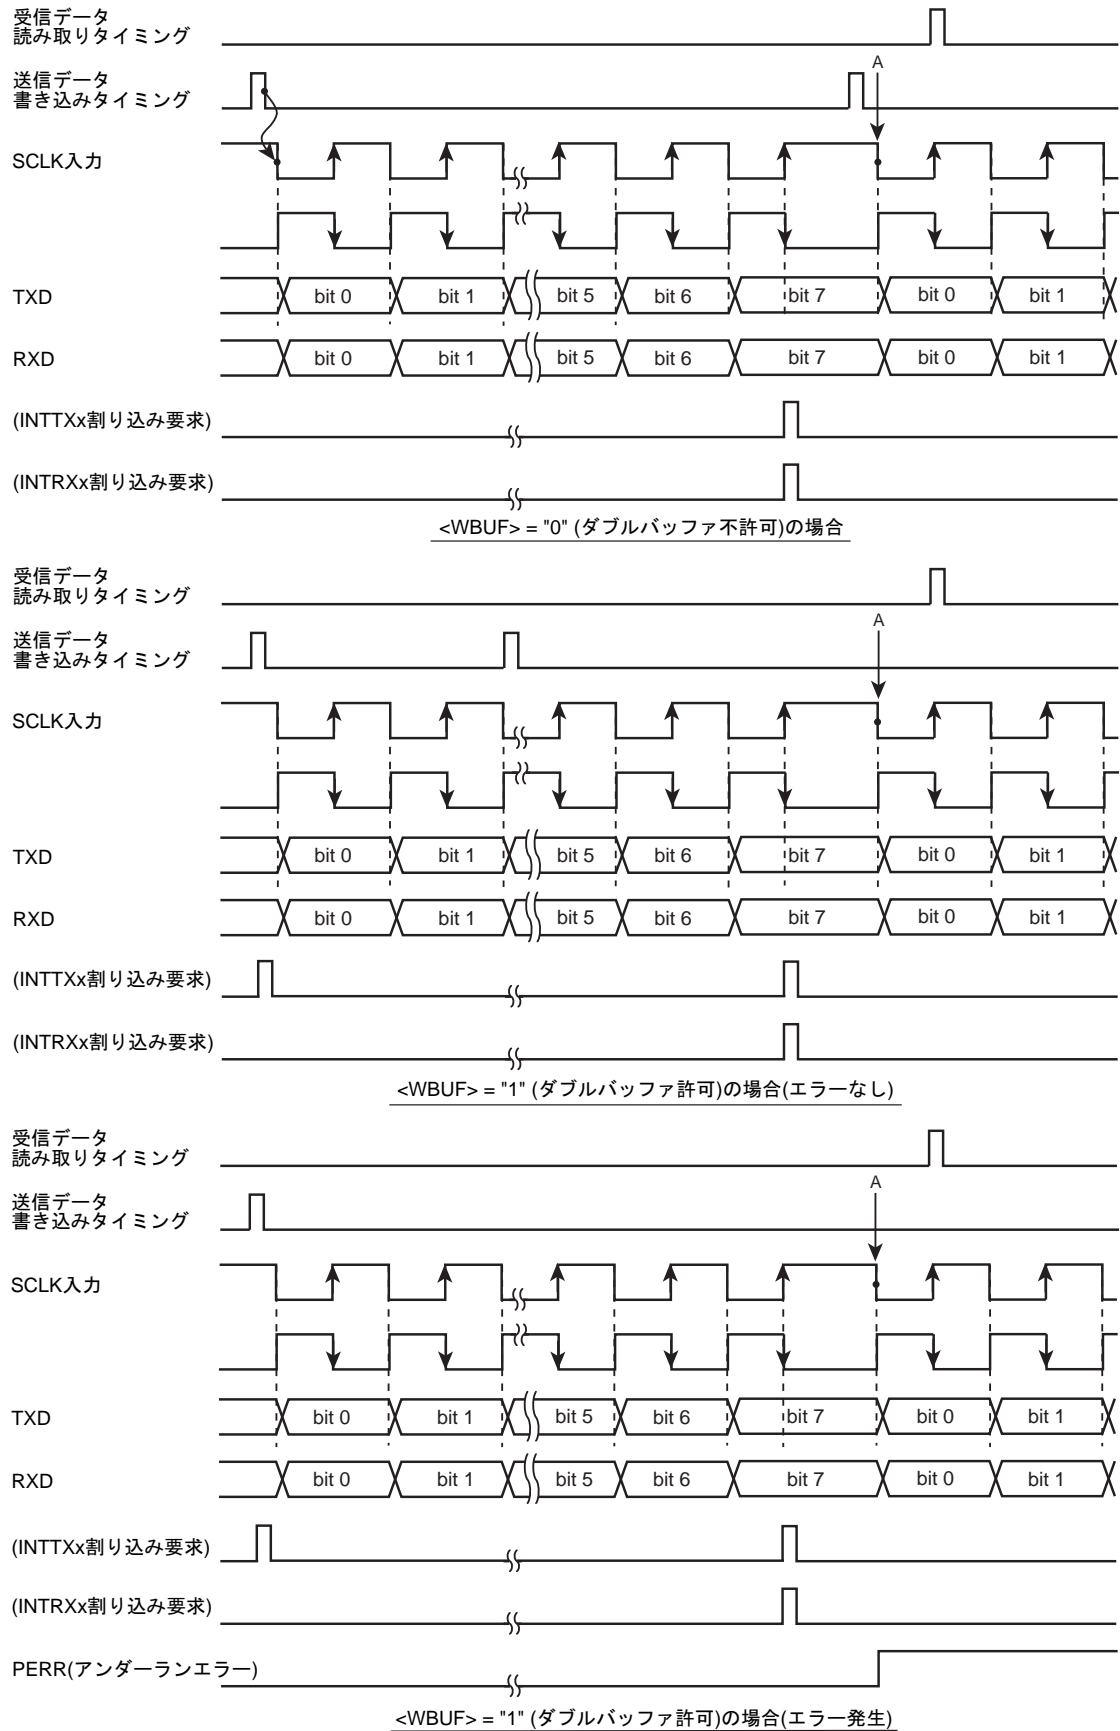 受信データ
読み取りタイミング
送信データ
書き込みタイミング
A
SCLK入力
TXD
bit 0
bit 1
bit 5
bit 6
bit 7
bit 0
bit 1
RXD
bit 0
bit 1
bit 5
bit 6
bit 7
bit 0
bit 1
(INTTXx割り込み要求)
(INTRXx割り込み要求)
<WBUF> = "0" (ダブルバッファ不許可)の場合
受信データ
読み取りタイミング
送信データ
書き込みタイミング
A
SCLK入力
TXD
bit 0
bit 1
bit 5
bit 6
bit 7
bit 0
bit 1
RXD
bit 0
bit 1
bit 5
bit 6
bit 7
bit 0
bit 1
(INTTXx割り込み要求)
(INTRXx割り込み要求)
<WBUF> = "1" (ダブルバッファ許可)の場合(エラーなし)
受信データ
読み取りタイミング
送信データ
書き込みタイミング
A
SCLK入力
TXD
bit 0
bit 1
bit 5
bit 6
bit 7
bit 0
bit 1
RXD
bit 0
bit 1
bit 5
bit 6
bit 7
bit 0
bit 1
(INTTXx割り込み要求)
(INTRXx割り込み要求)
PERR(アンダーランエラー)
<WBUF> = "1" (ダブルバッファ許可)の場合(エラー発生)